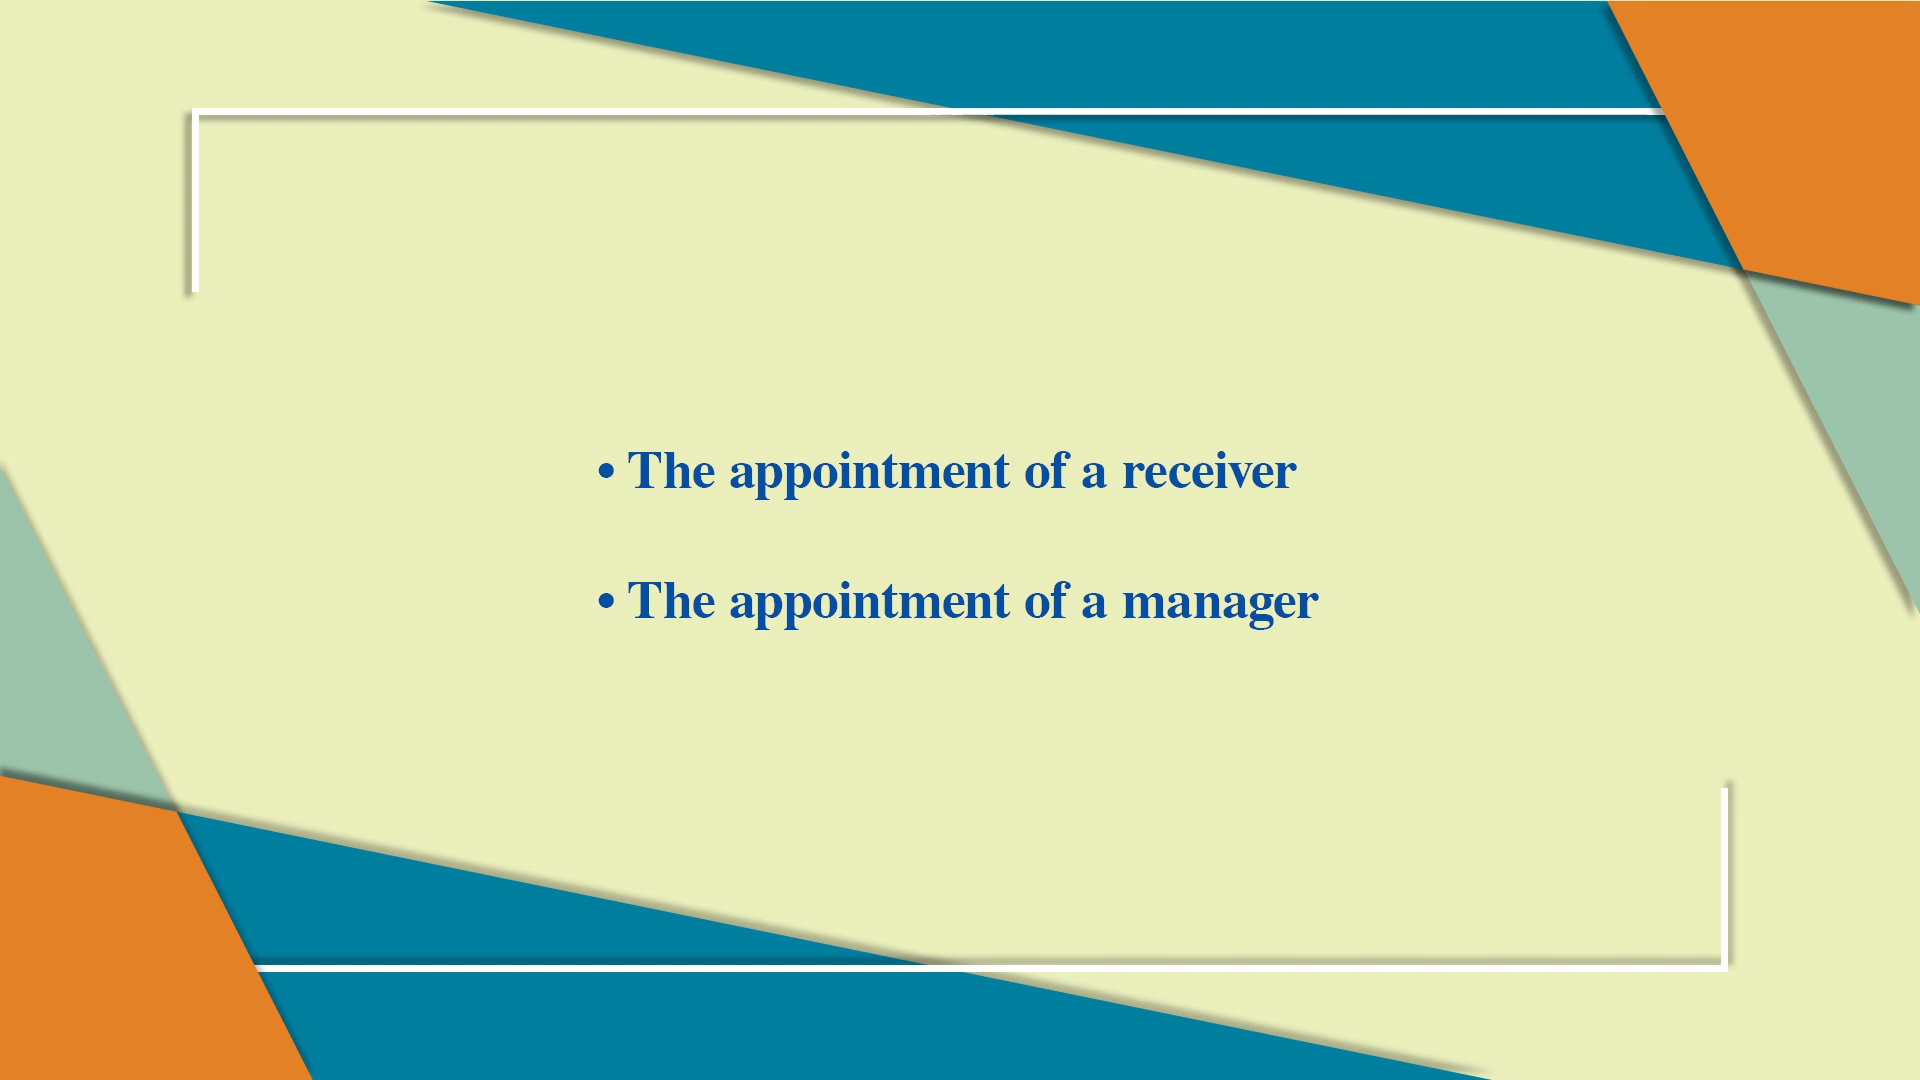 • The appointment of a receiver
• The appointment of a manager